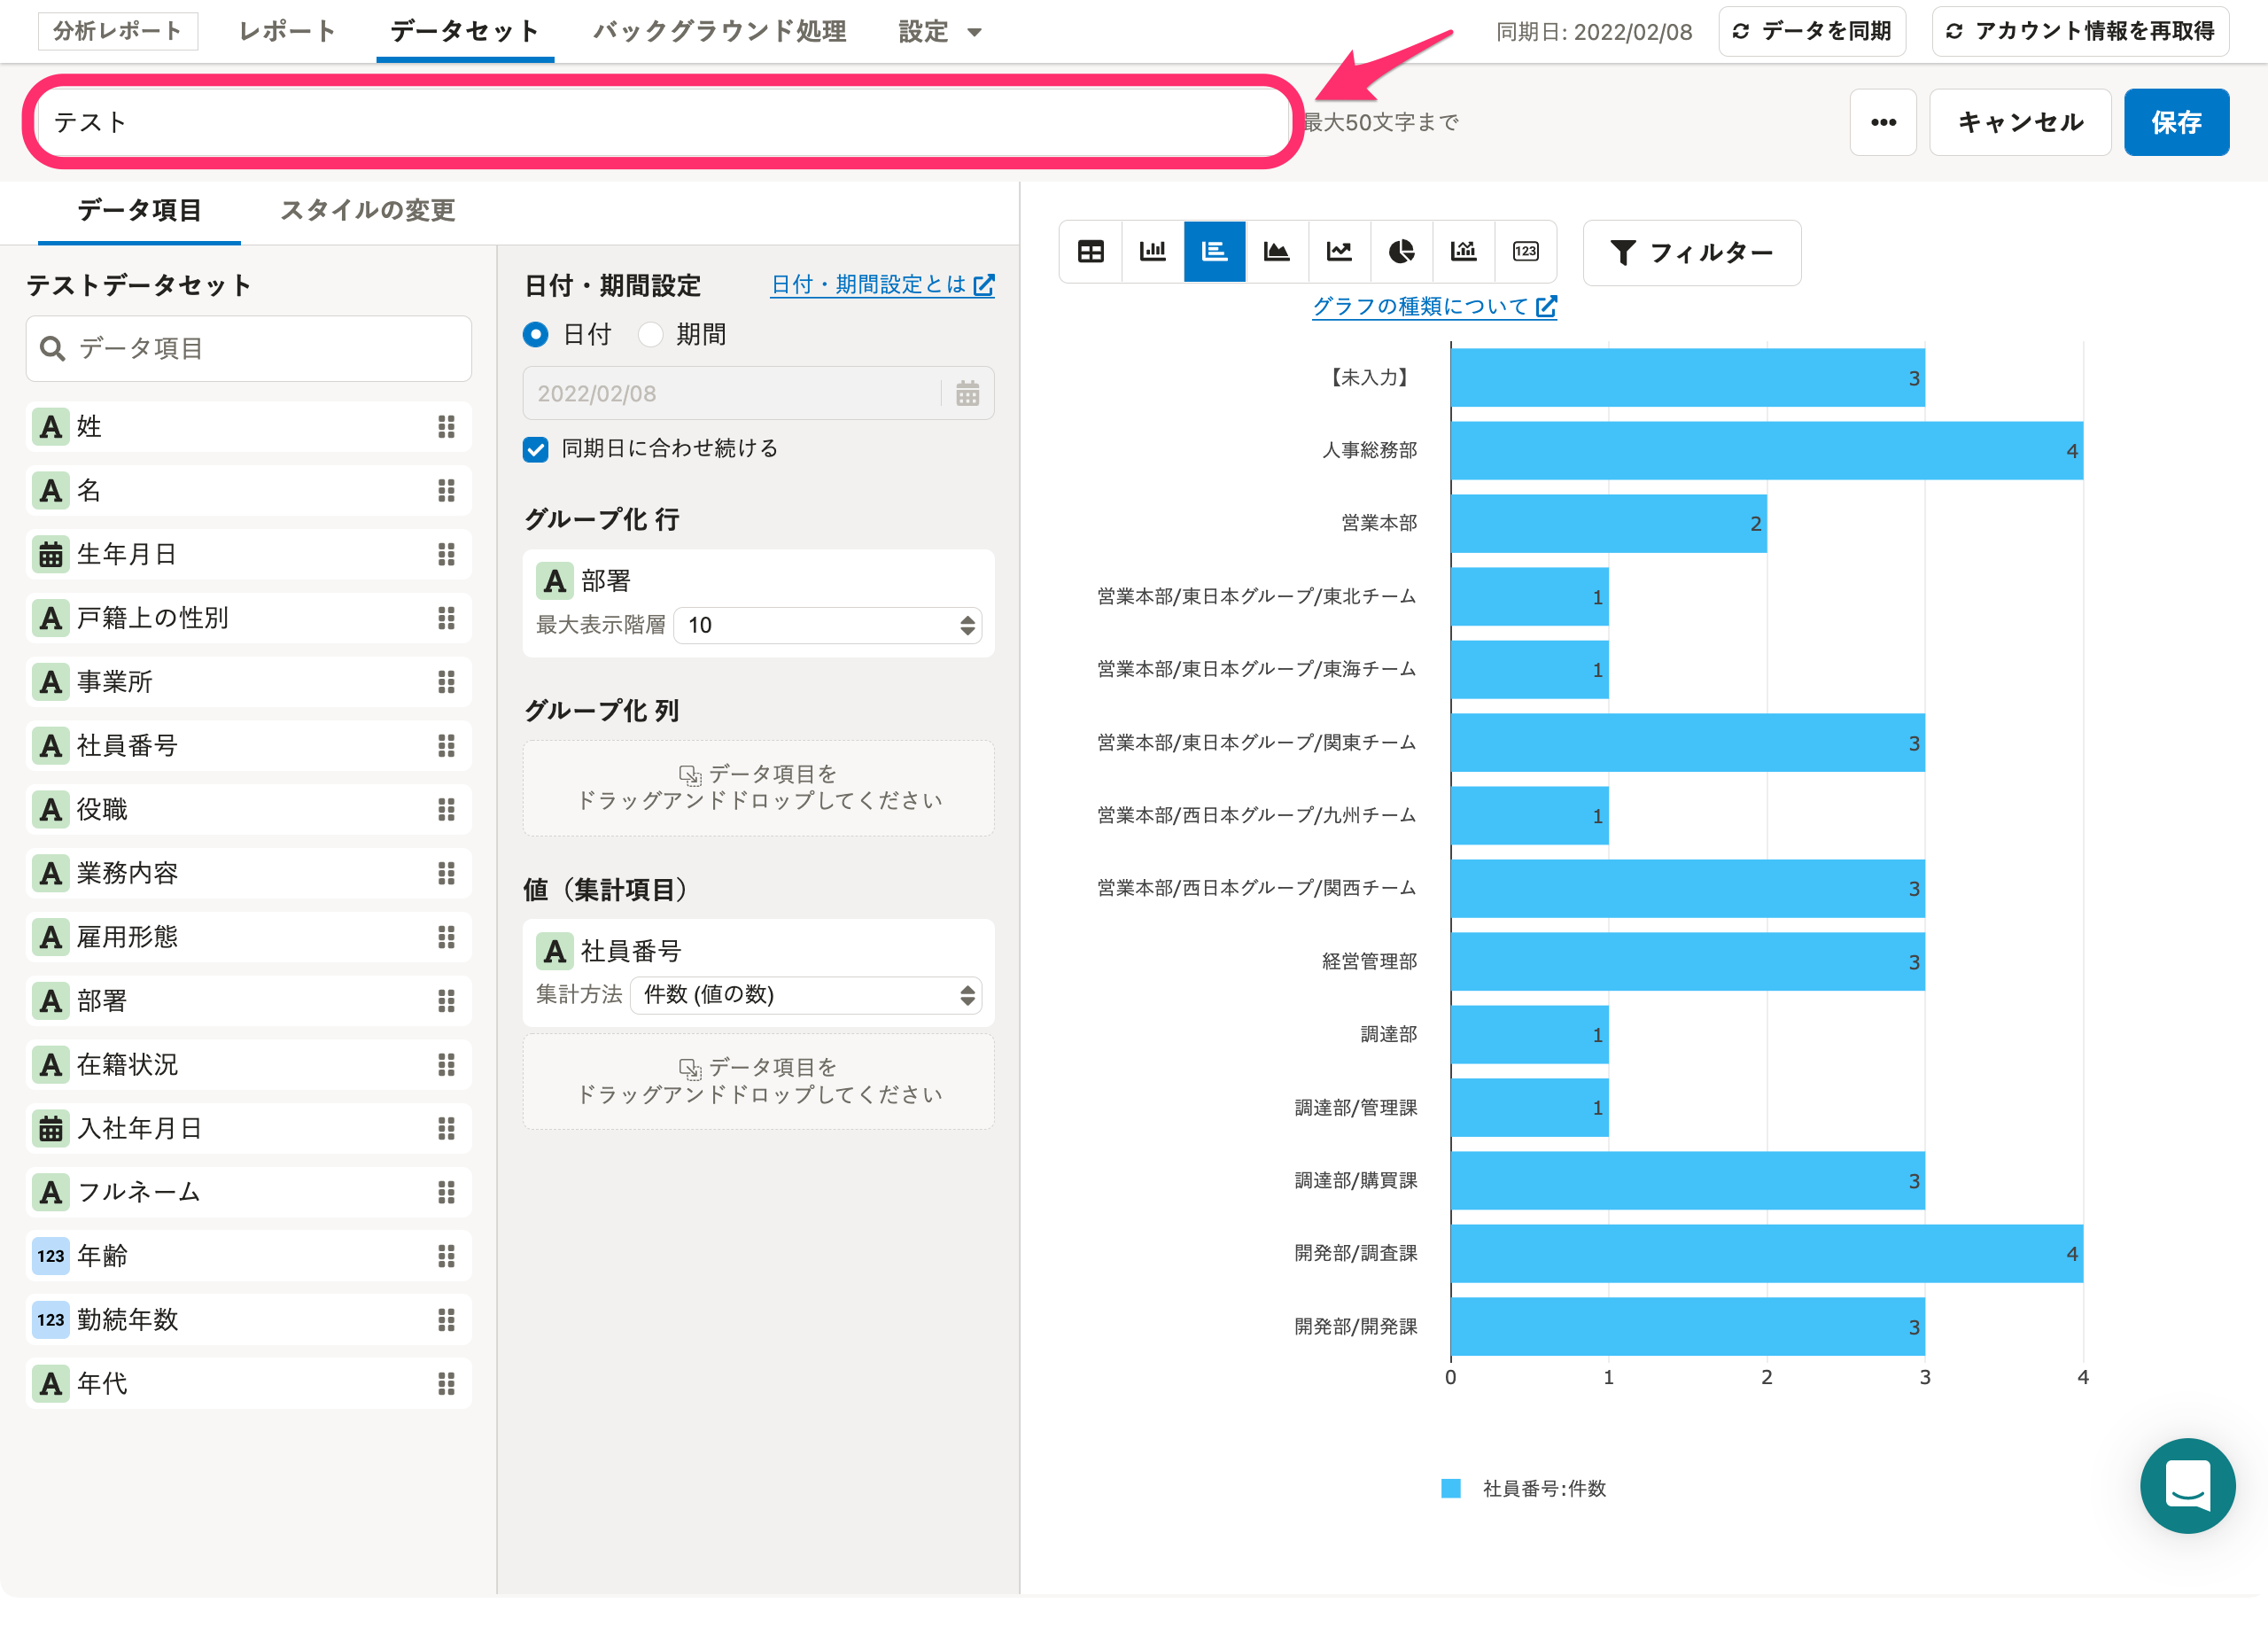 分析レポート レポート データセット バックグラウンド処理 設定 同期日: 2022/02/08 データを同期 アカウント情報を再取得
テスト 最大50文字まで ••• キャンセル 保存
データ項目 スタイルの変更
テストデータセット
データ項目
A 姓
A 名
生年月日
A 戸籍上の性別
A 事業所
A 社員番号
A 役職
A 業務内容
A 雇用形態
A 部署
A 在籍状況
入社年月日
A フルネーム
123 年齢
123 勤続年数
A 年代
日付・期間設定 日付・期間設定とは
日付 期間
2022/02/08
同期日に合わせ続ける
グループ化 行
A 部署
最大表示階層 10
グループ化 列
データ項目を
ドラッグアンドドロップしてください
値（集計項目）
A 社員番号
集計方法 件数 (値の数)
データ項目を
ドラッグアンドドロップしてください
123 フィルター
グラフの種類について
【未入力】 3
人事総務部 4
営業本部 2
営業本部/東日本グループ/東北チーム 1
営業本部/東日本グループ/東海チーム 1
営業本部/東日本グループ/関東チーム 3
営業本部/西日本グループ/九州チーム 1
営業本部/西日本グループ/関西チーム 3
経営管理部 3
調達部 1
調達部/管理課 1
調達部/購買課 3
開発部/調査課 4
開発部/開発課 3
0 1 2 3 4
社員番号:件数